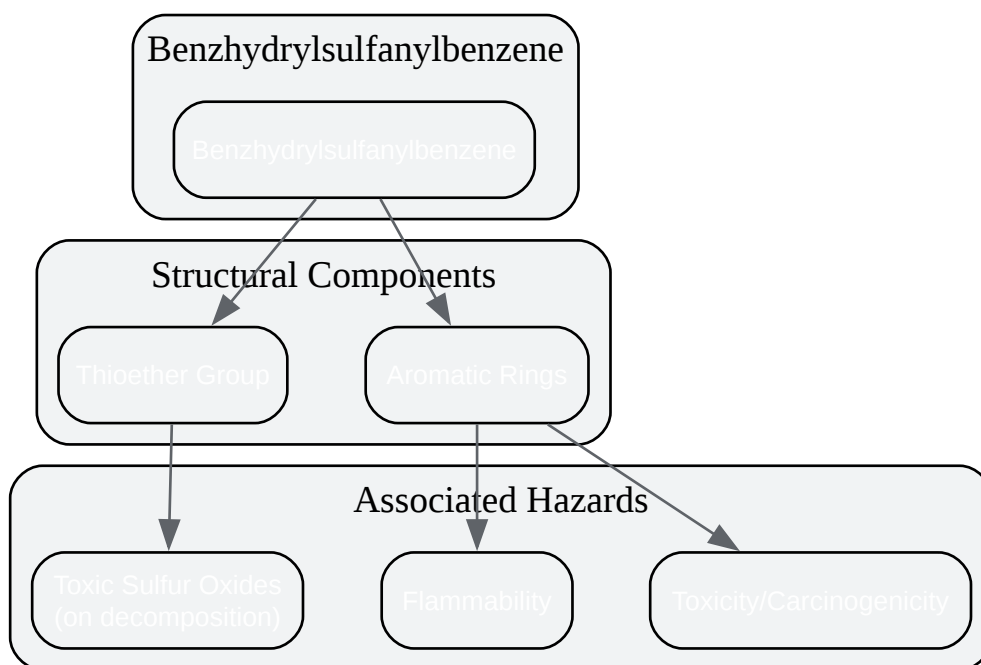 Benzhydrylsulfanylbenzene
Benzhydrylsulfanylbenzene
Structural Components
Thioether Group
Aromatic Rings
Associated Hazards
Toxic Sulfur Oxides
(on decomposition)
Flammability
Toxicity/Carcinogenicity